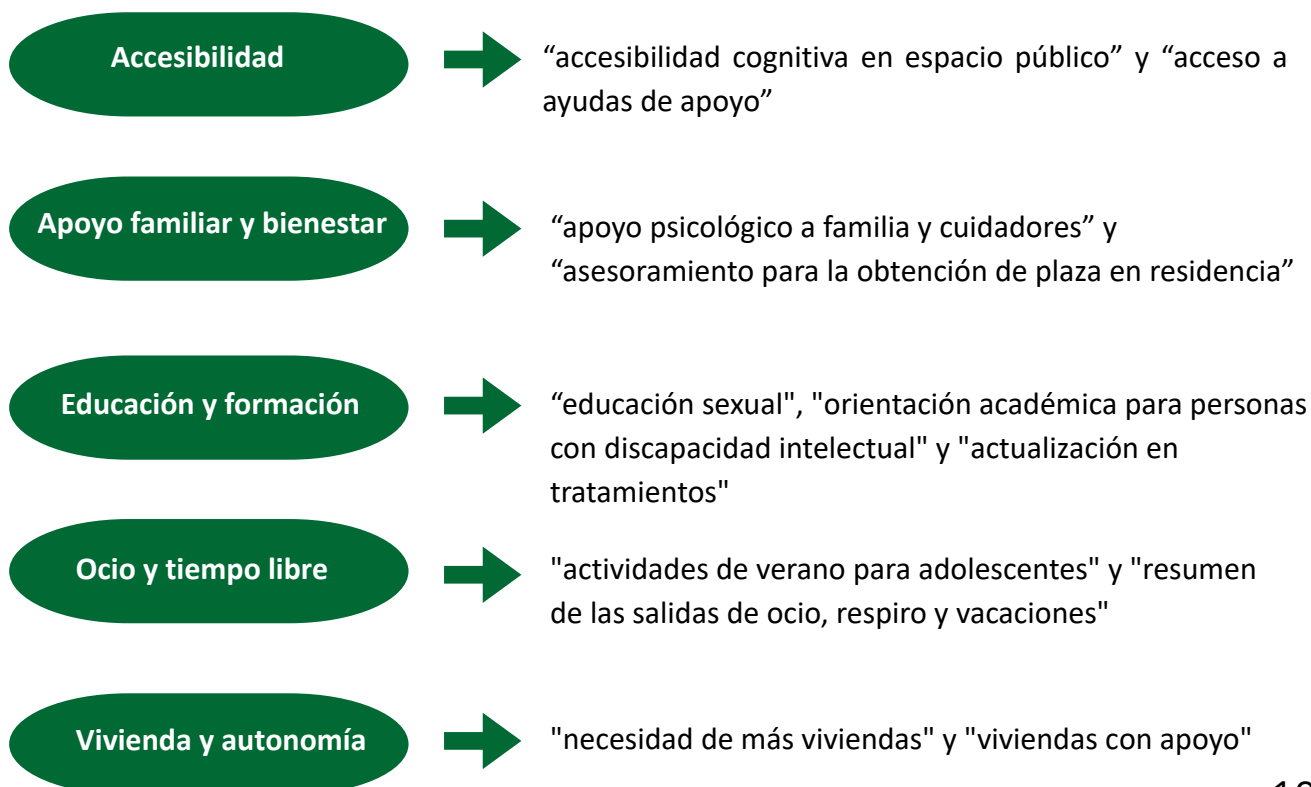 Accesibilidad
“accesibilidad cognitiva en espacio público” y “acceso a
ayudas de apoyo”
Apoyo familiar y bienestar
“apoyo psicológico a familia y cuidadores” y
“asesoramiento para la obtención de plaza en residencia”
Educación y formación
“educación sexual", "orientación académica para personas
con discapacidad intelectual" y "actualización en
tratamientos"
Ocio y tiempo libre
"actividades de verano para adolescentes" y "resumen
de las salidas de ocio, respiro y vacaciones"
Vivienda y autonomía
"necesidad de más viviendas" y "viviendas con apoyo"